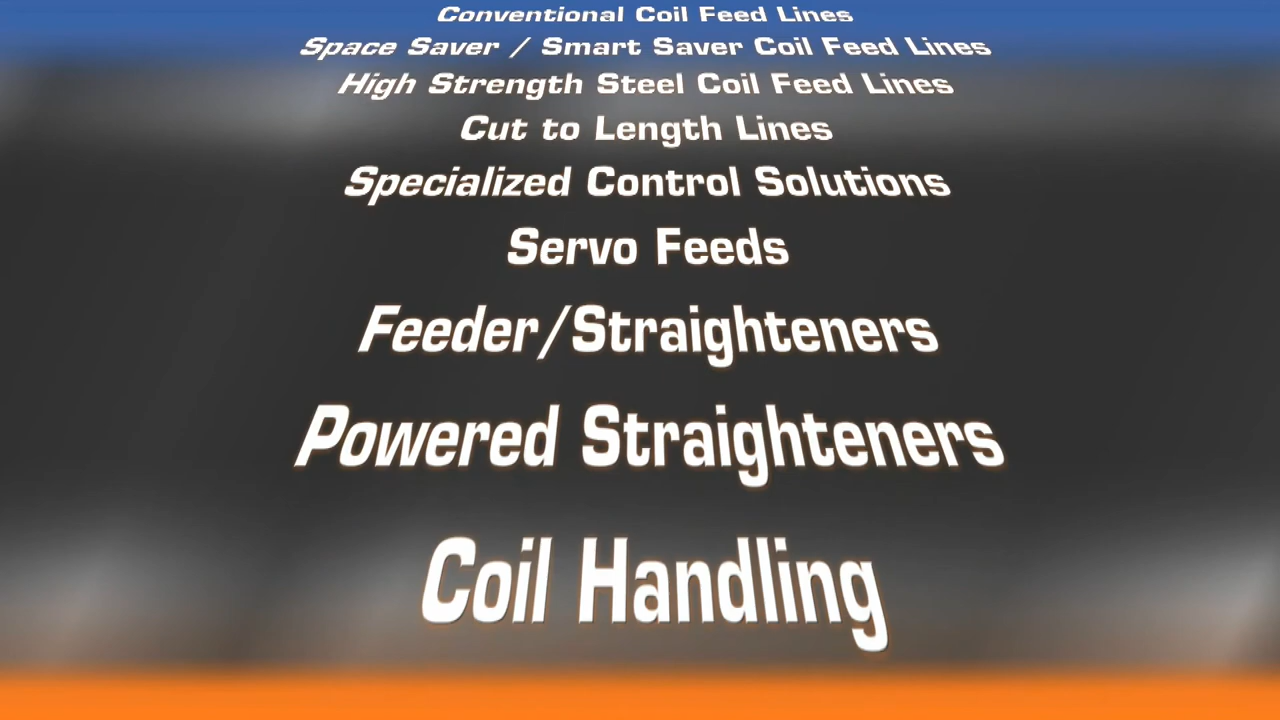 Conventional Coil Feed Lines
Space Saver / Smart Saver Coil Feed Lines
High Strength Steel Coil Feed Lines
Cut to Length Lines
Specialized Control Solutions
Servo Feeds
Feeder/Straighteners
Powered Straighteners
Coil Handling